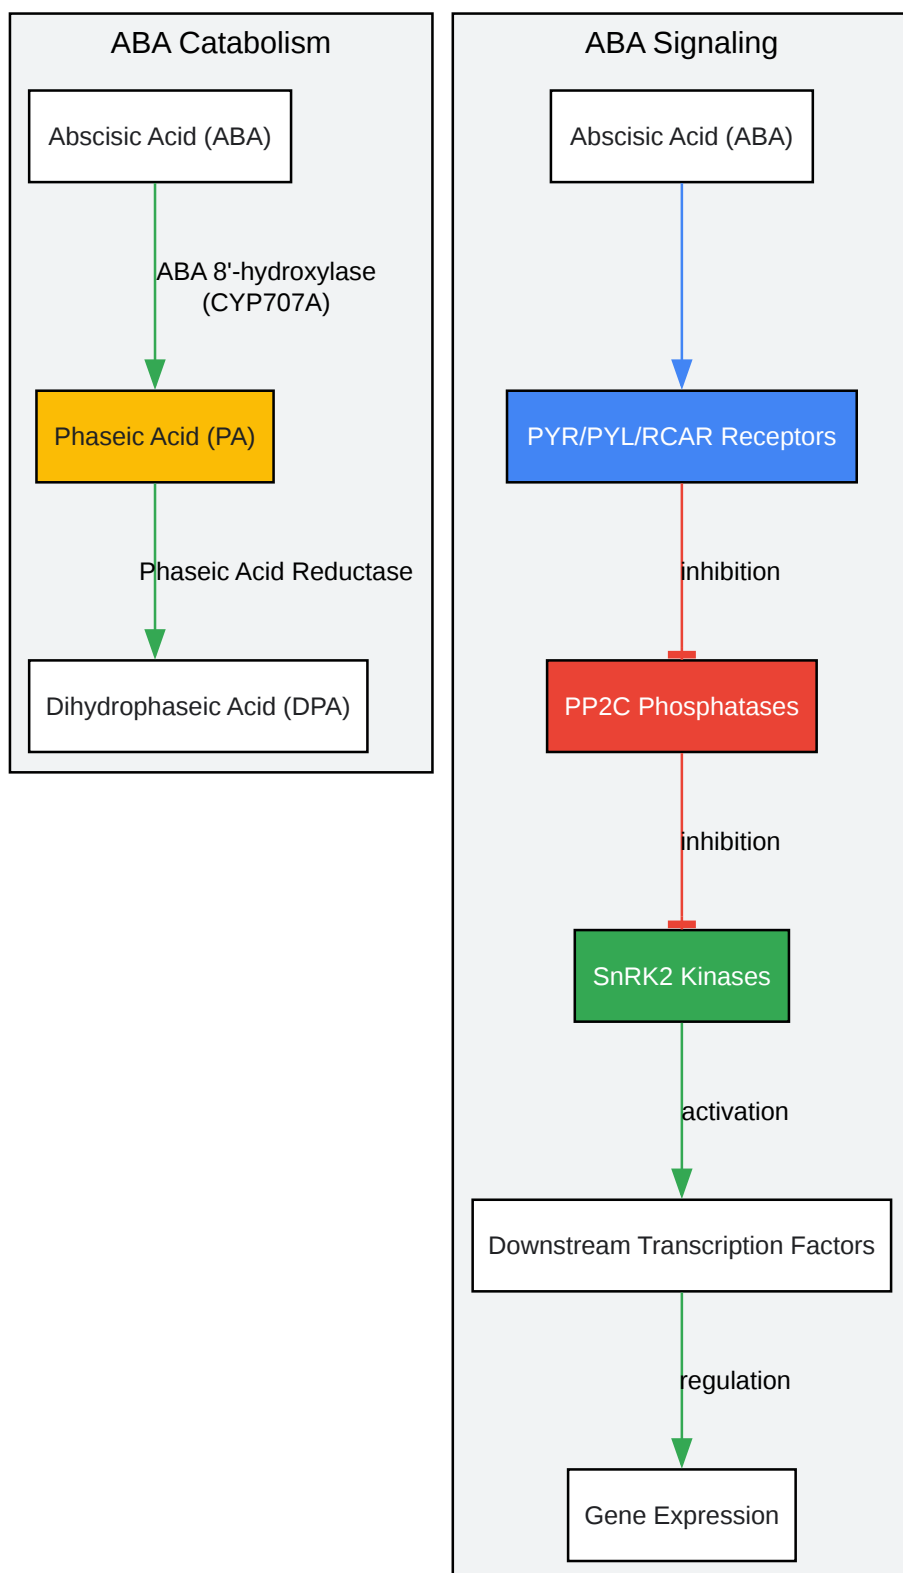 ABA Catabolism
Abscisic Acid (ABA)
ABA 8'-hydroxylase
(CYP707A)
Phaseic Acid (PA)
Phaseic Acid Reductase
Dihydrophaseic Acid (DPA)
ABA Signaling
Abscisic Acid (ABA)
PYR/PYL/RCAR Receptors
inhibition
PP2C Phosphatases
inhibition
SnRK2 Kinases
activation
Downstream Transcription Factors
regulation
Gene Expression